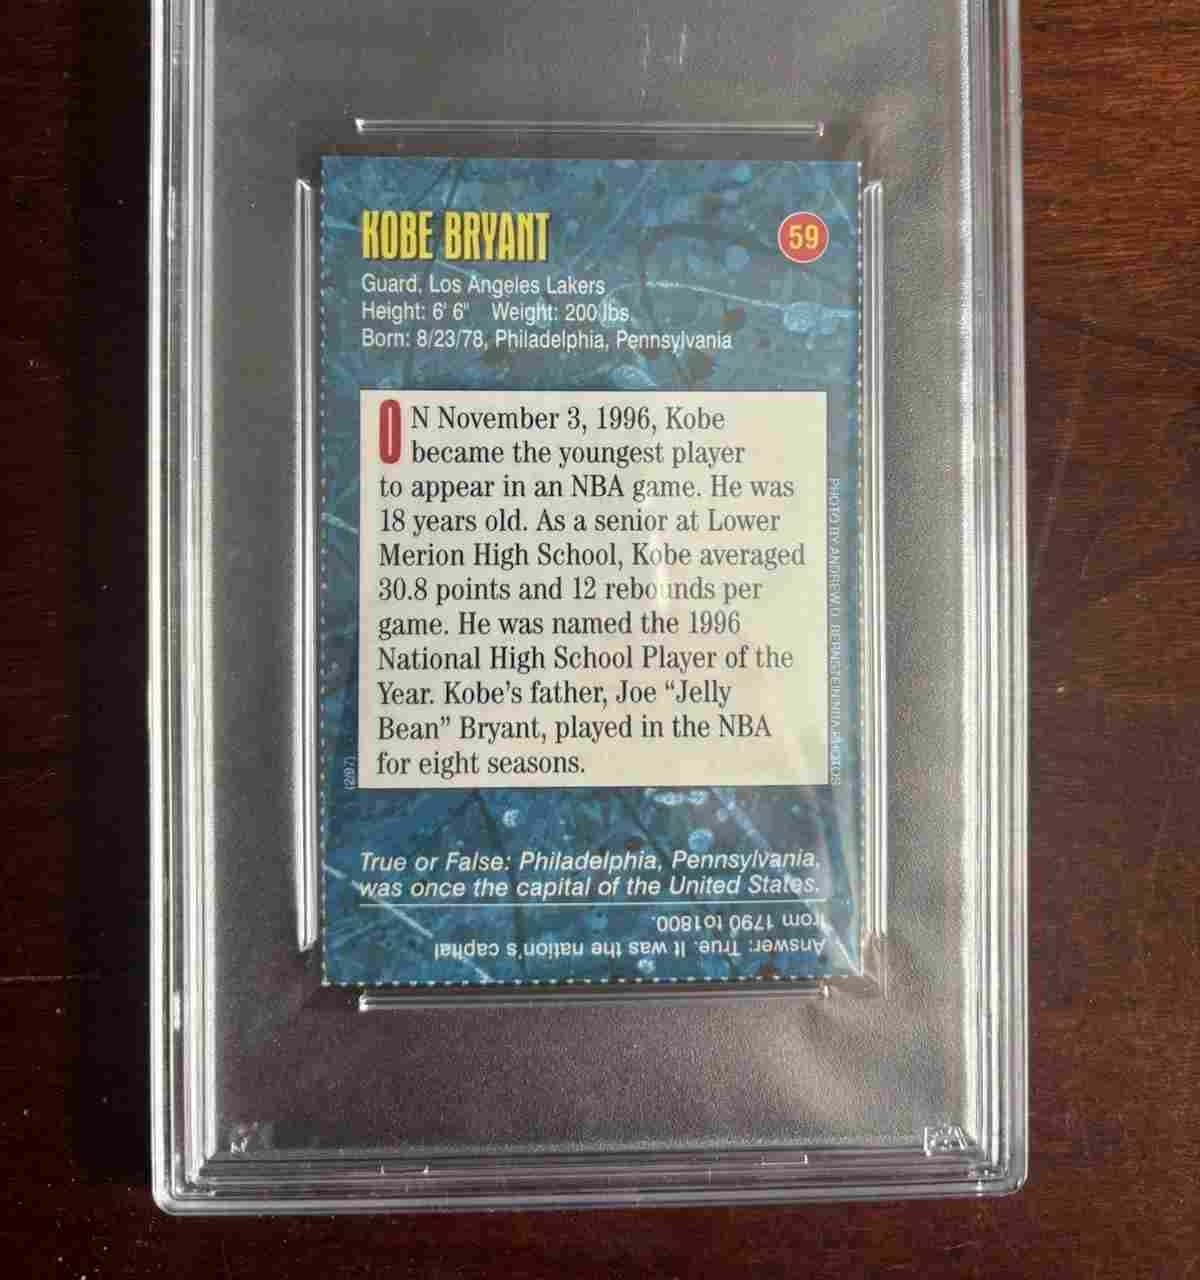 KOBE BRYANT
59
Guard, Los Angeles Lakers
Height: 6' 6" Weight: 200 lbs.
Born: 8/23/78, Philadelphia, Pennsylvania
ON November 3, 1996, Kobe
became the youngest player
to appear in an NBA game. He was
18 years old. As a senior at Lower
Merion High School, Kobe averaged
30.8 points and 12 rebounds per
game. He was named the 1996
National High School Player of the
Year. Kobe's father, Joe “Jelly
Bean” Bryant, played in the NBA
for eight seasons.
(2/97)
PHOTO BY ANDREW D. BERNSTEIN/NBA PHOTOS
True or False: Philadelphia, Pennsylvania,
was once the capital of the United States.
Answer: True. It was the nation's capital
from 1790 to1800.